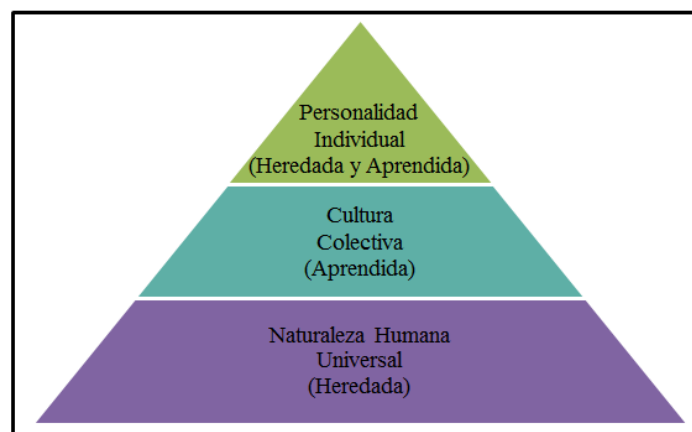 Personalidad
Individual
(Heredada y Aprendida)
Cultura
Colectiva
(Aprendida)
Naturaleza Humana
Universal
(Heredada)